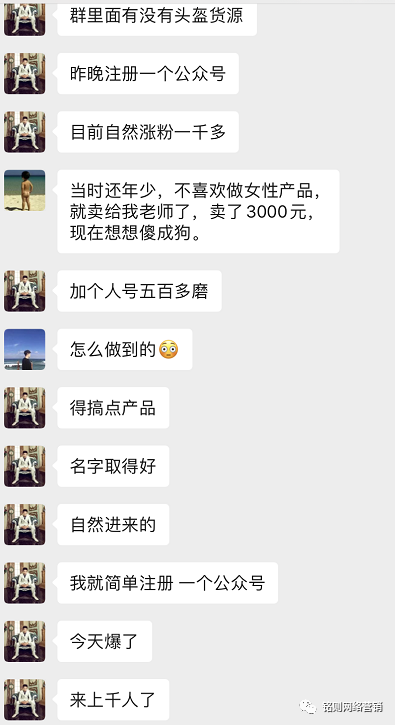 群里面有没有头盔货源
昨晚注册一个公众号
目前自然涨粉一千多
当时还年少，不喜欢做女性产品，
就卖给我老师了，卖了3000元，
现在想想傻成狗。
加个人号五百多磨
怎么做到的
得搞点产品
名字取得好
自然进来的
我就简单注册 一个公众号
今天爆了
来上千人了
铭则网络营销